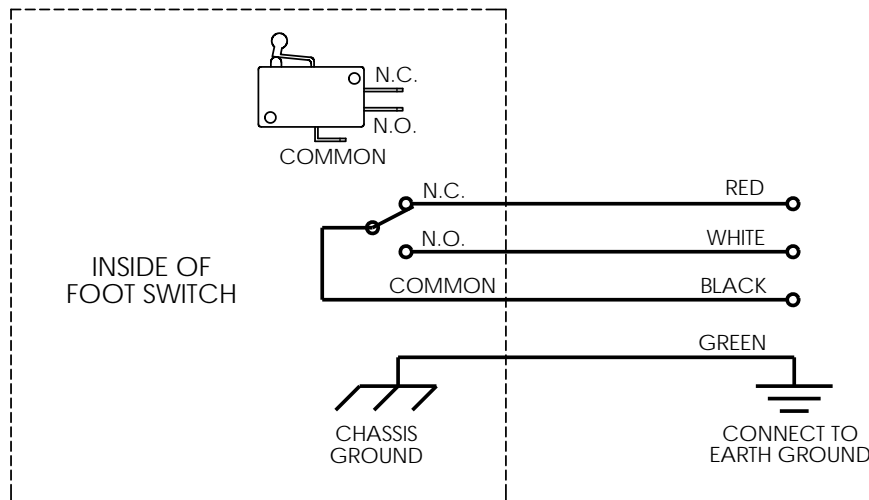 N.C.
N.O.
COMMON
N.C.
RED
N.O.
WHITE
INSIDE OF
FOOT SWITCH
COMMON
BLACK
GREEN
CHASSIS
GROUND
CONNECT TO
EARTH GROUND